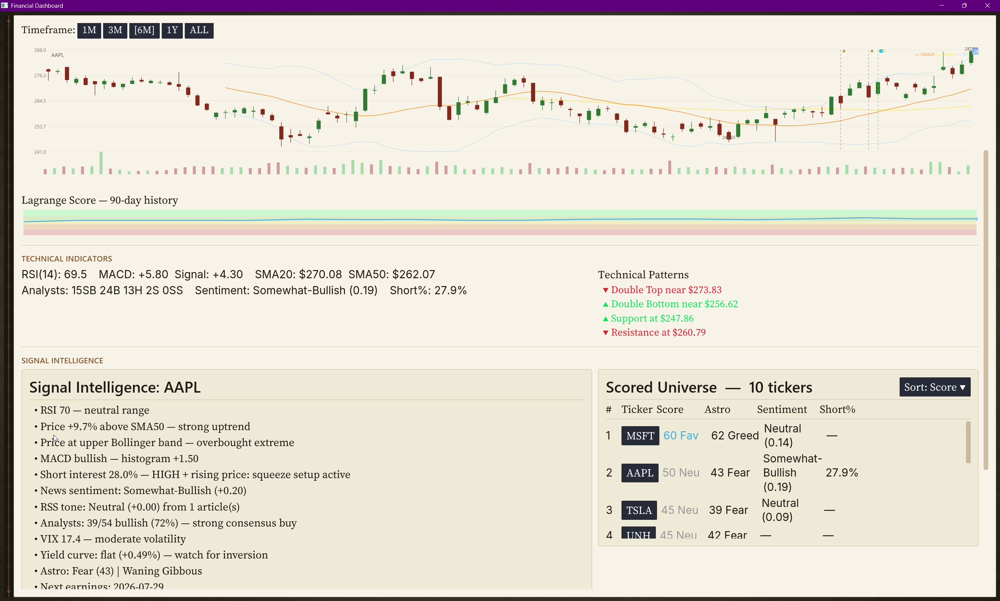 Financial Dashboard
Timeframe: 1M 3M [6M] 1Y ALL
288.0
AAPL
276.3
264.5
252.7
241.0
SMA20 SMA50
287.51
28
Lagrange Score — 90-day history
TECHNICAL INDICATORS
RSI(14): 69.5 MACD: +5.80 Signal: +4.30 SMA20: $270.08 SMA50: $262.07
Analysts: 15SB 24B 13H 2S 0SS Sentiment: Somewhat-Bullish (0.19) Short%: 27.9%
Technical Patterns
▼ Double Top near $273.83
▲ Double Bottom near $256.62
▲ Support at $247.86
▼ Resistance at $260.79
SIGNAL INTELLIGENCE
Signal Intelligence: AAPL
• RSI 70 — neutral range
• Price +9.7% above SMA50 — strong uptrend
• Price at upper Bollinger band — overbought extreme
• MACD bullish — histogram +1.50
• Short interest 28.0% — HIGH + rising price: squeeze setup active
• News sentiment: Somewhat-Bullish (+0.20)
• RSS tone: Neutral (+0.00) from 1 article(s)
• Analysts: 39/54 bullish (72%) — strong consensus buy
• VIX 17.4 — moderate volatility
• Yield curve: flat (+0.49%) — watch for inversion
• Astro: Fear (43) | Waning Gibbous
• Next earnings: 2026-07-29
Scored Universe — 10 tickers
Sort: Score ▼
# Ticker Score Astro Sentiment Short%
1 MSFT 60 Fav 62 Greed Neutral (0.14) —
2 AAPL 50 Neu 43 Fear Somewhat-Bullish (0.19) 27.9%
3 TSLA 45 Neu 39 Fear Neutral (0.09) —
4 UNH 45 Neu 42 Fear — —